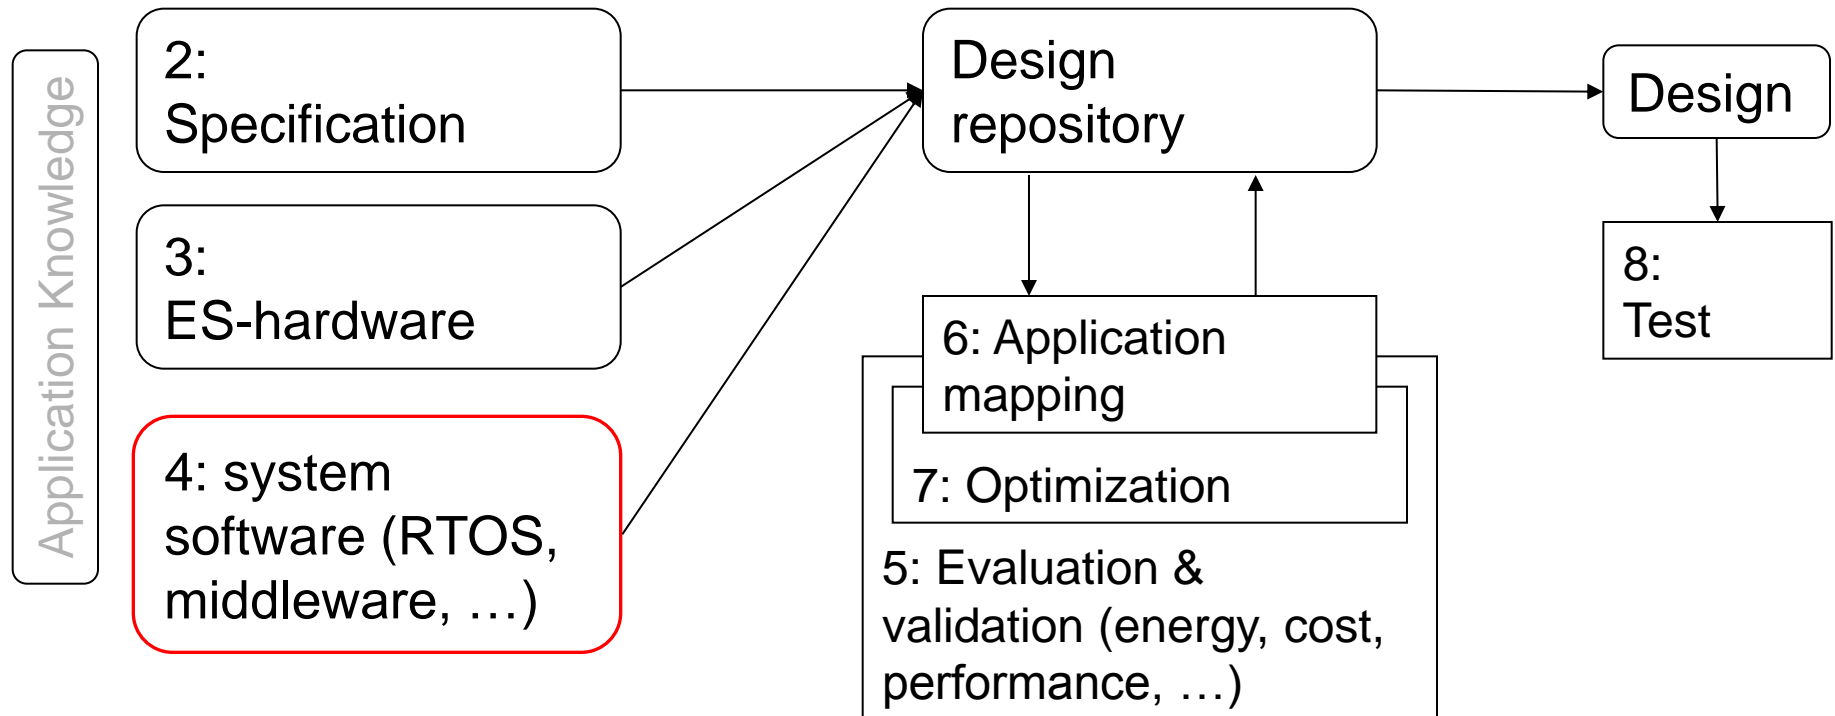 Application Knowledge
2:
Specification
3:
ES-hardware
4: system
software (RTOS,
middleware, …)
Design
repository
6: Application
mapping
7: Optimization
5: Evaluation &
validation (energy, cost,
performance, …)
Design
8:
Test